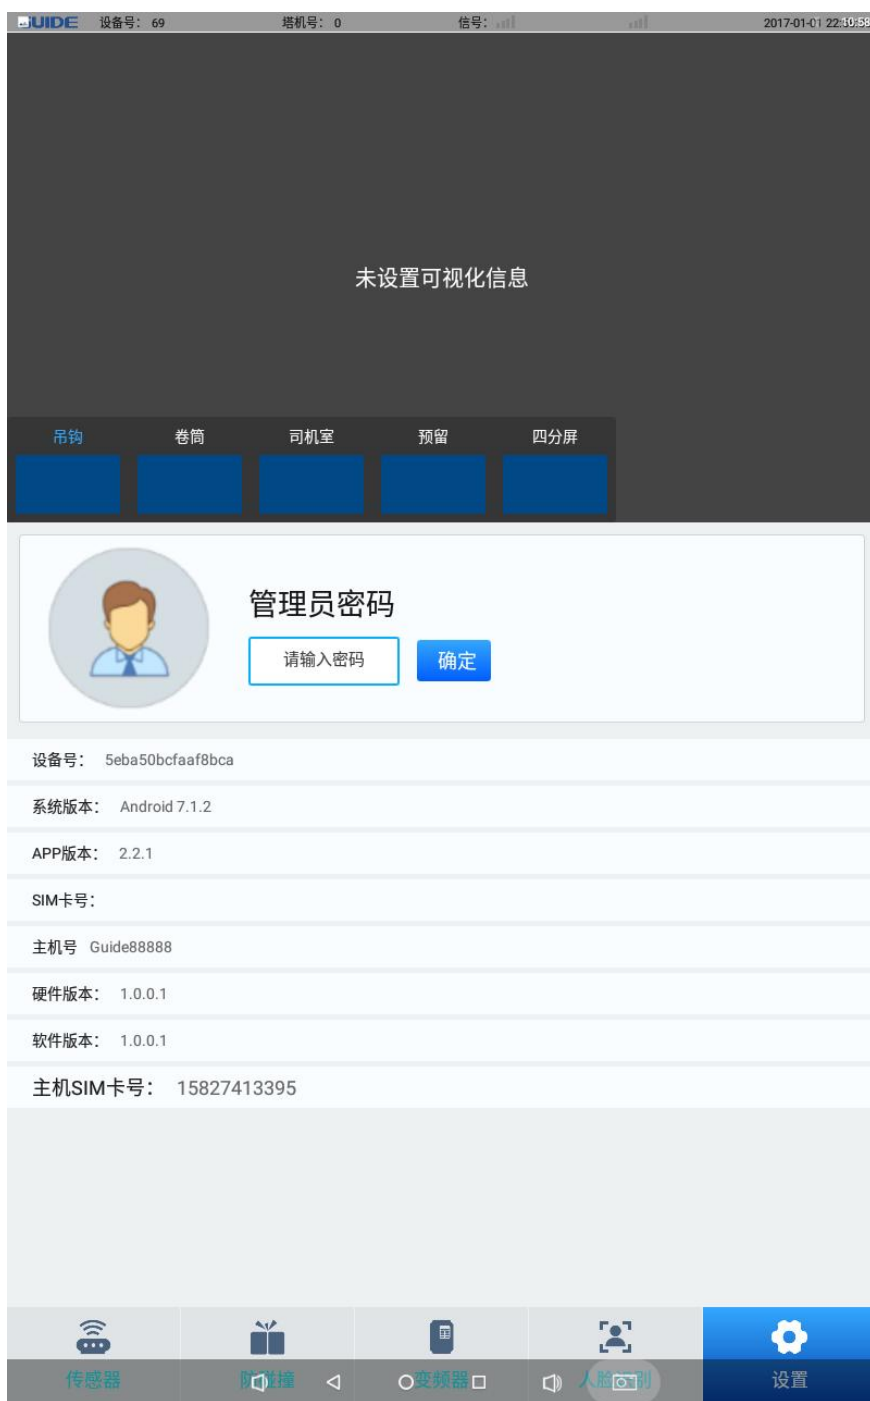 GUIDE 设备号: 69 塔机号: 0 信号: 2017-01-01 22:10:58
未设置可视化信息
吊钩 卷筒 司机室 预留 四分屏
管理员密码
请输入密码 确定
设备号: 5eba50bcfaaf8bca
系统版本: Android 7.1.2
APP版本: 2.2.1
SIM卡号:
主机号 Guide88888
硬件版本: 1.0.0.1
软件版本: 1.0.0.1
主机SIM卡号: 15827413395
传感器 防碰撞 变频器 人脸识别 设置